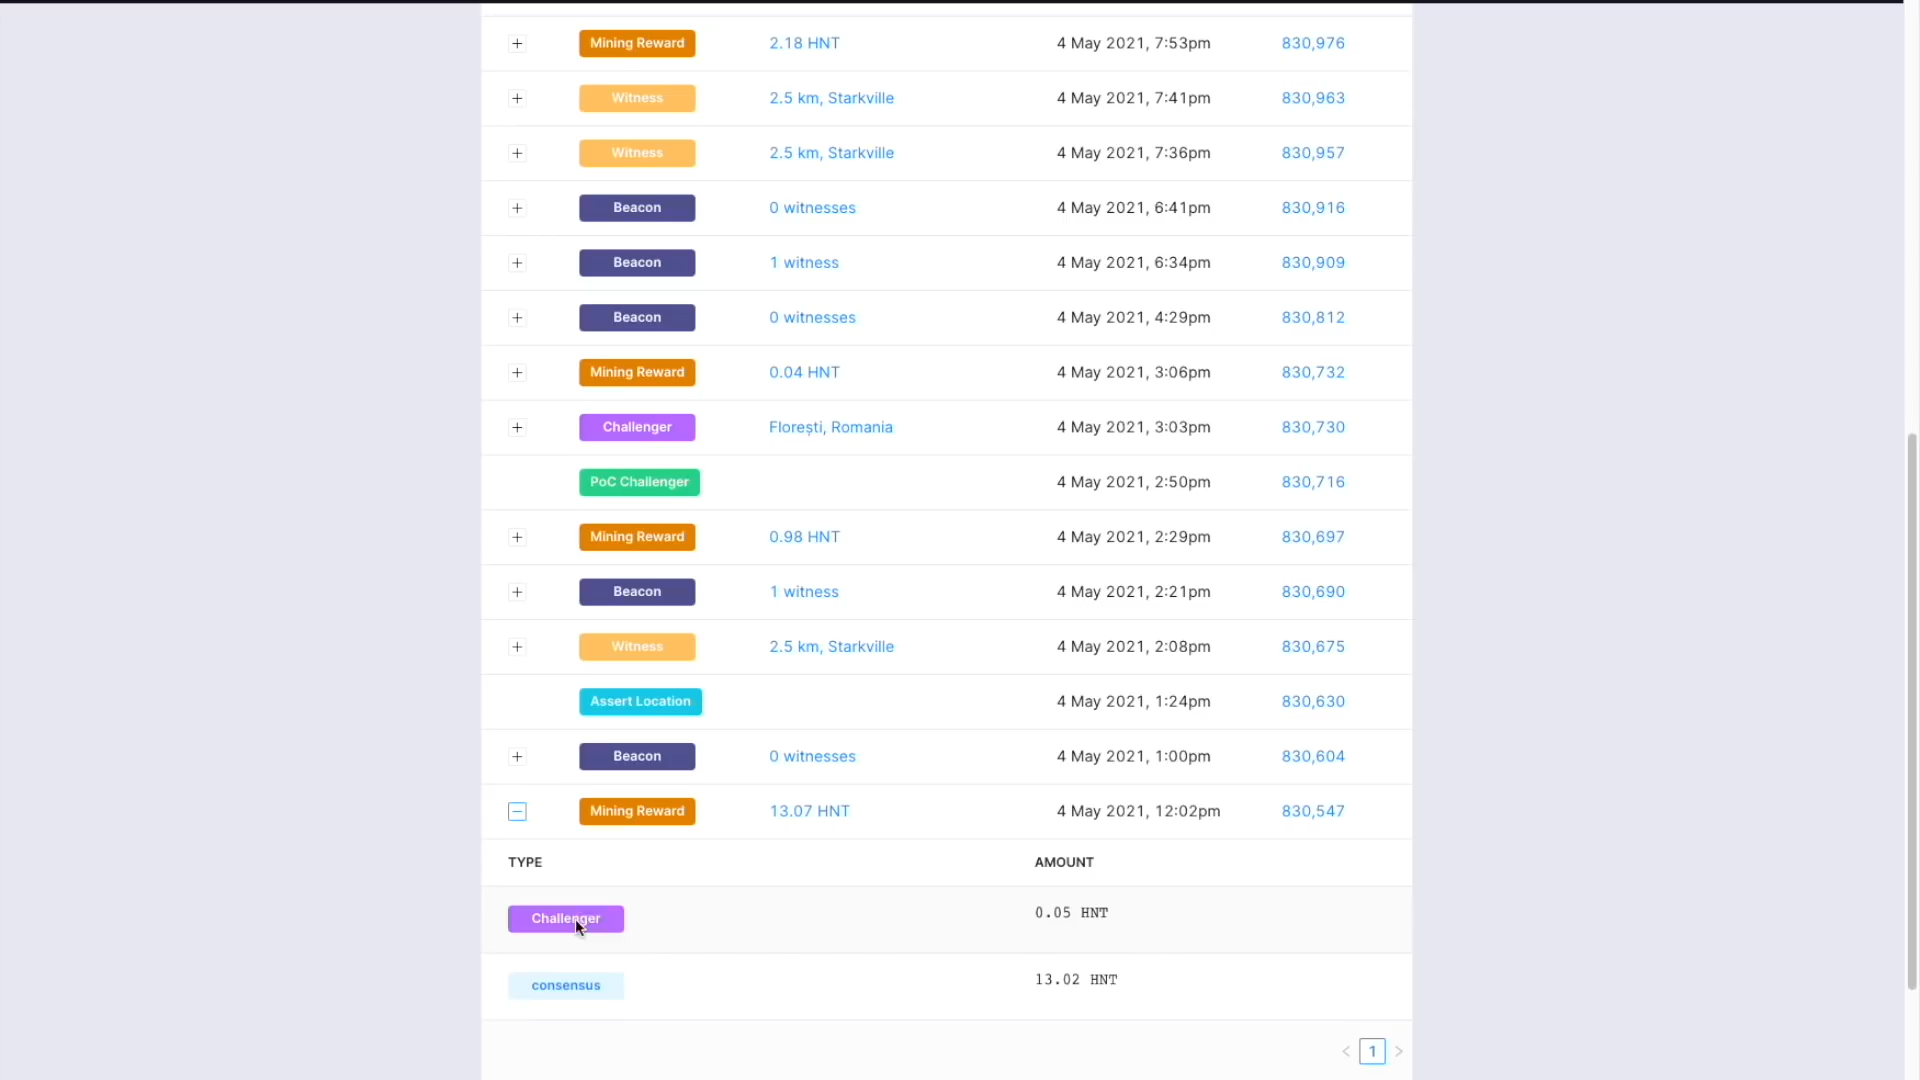 Mining Reward 2.18 HNT 4 May 2021, 7:53pm 830,976
Witness 2.5 km, Starkville 4 May 2021, 7:41pm 830,963
Witness 2.5 km, Starkville 4 May 2021, 7:36pm 830,957
Beacon 0 witnesses 4 May 2021, 6:41pm 830,916
Beacon 1 witness 4 May 2021, 6:34pm 830,909
Beacon 0 witnesses 4 May 2021, 4:29pm 830,812
Mining Reward 0.04 HNT 4 May 2021, 3:06pm 830,732
Challenger Florești, Romania 4 May 2021, 3:03pm 830,730
PoC Challenger 4 May 2021, 2:50pm 830,716
Mining Reward 0.98 HNT 4 May 2021, 2:29pm 830,697
Beacon 1 witness 4 May 2021, 2:21pm 830,690
Witness 2.5 km, Starkville 4 May 2021, 2:08pm 830,675
Assert Location 4 May 2021, 1:24pm 830,630
Beacon 0 witnesses 4 May 2021, 1:00pm 830,604
Mining Reward 13.07 HNT 4 May 2021, 12:02pm 830,547
TYPE AMOUNT
Challenger 0.05 HNT
consensus 13.02 HNT
< 1 >